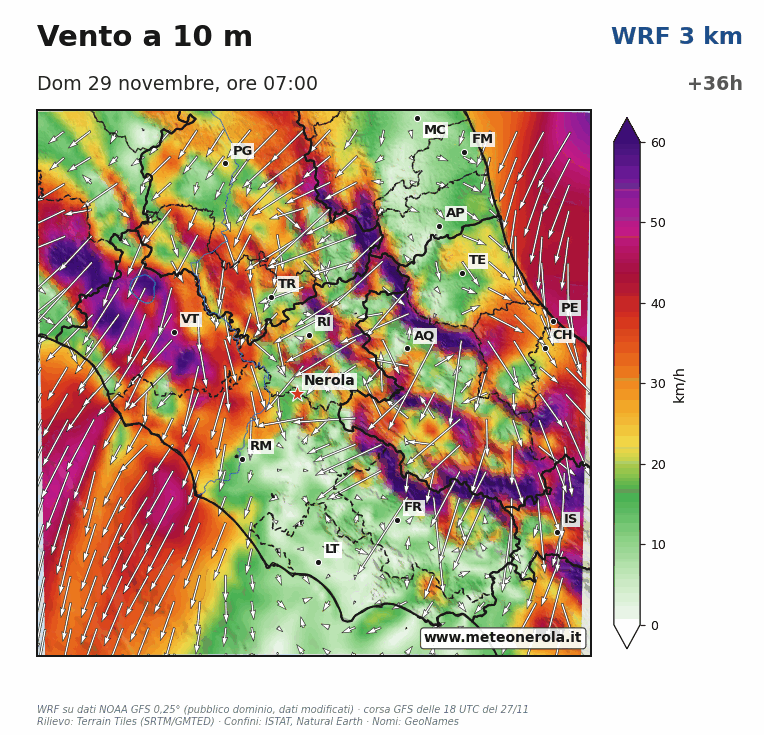 Vento a 10 m
WRF 3 km
Dom 29 novembre, ore 07:00
+36h
MC
FM
PG
AP
TE
TR
PE
VT
RI
AQ
CH
Nerola
RM
FR
IS
LT
www.meteonerola.it
60
50
40
30
20
10
0
km/h
WRF su dati NOAA GFS 0,25° (pubblico dominio, dati modificati) · corsa GFS delle 18 UTC del 27/11
Rilievo: Terrain Tiles (SRTM/GMTED) · Confini: ISTAT, Natural Earth · Nomi: GeoNames